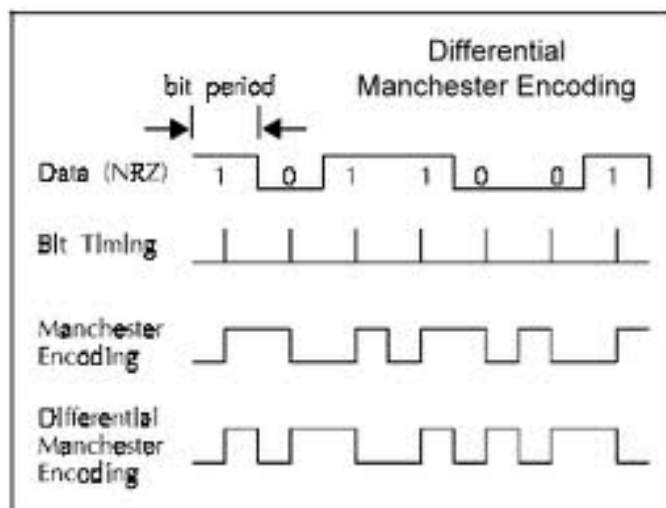 Differential
Manchester Encoding
bit period
Data (NRZ)
1 0 1 1 0 0 1
Bit Timing
Manchester
Encoding
Differential
Manchester
Encoding